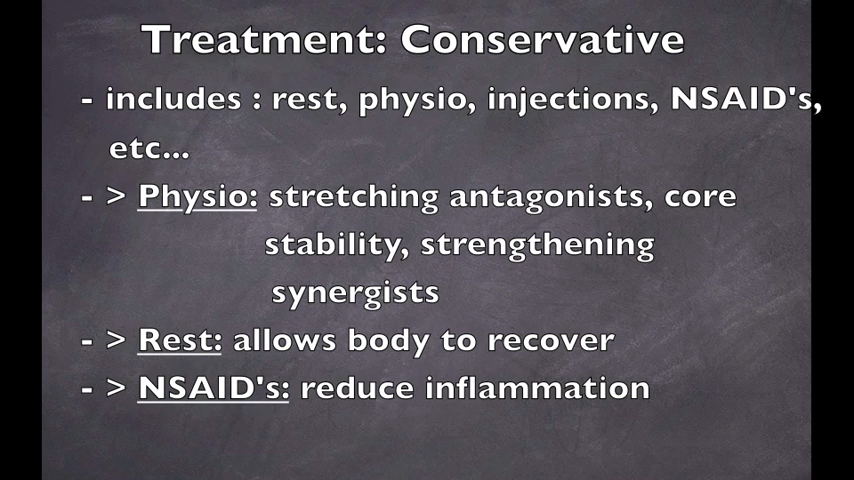 Treatment: Conservative
- includes : rest, physio, injections, NSAID's,
etc...
- > Physio: stretching antagonists, core
stability, strengthening
synergists
- > Rest: allows body to recover
- > NSAID's: reduce inflammation